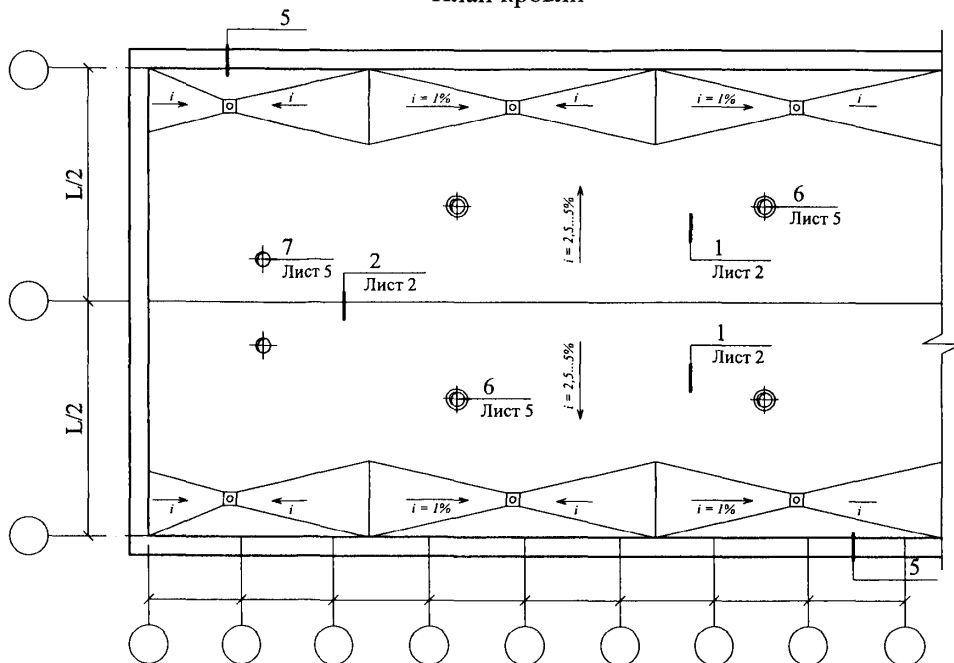 План кровли
5
i
i
i = 1%
i
i = 1%
i
L/2
6
Лист 5
i = 2,5...5%
7
Лист 5
2
Лист 2
1
Лист 2
1
Лист 2
i = 2,5...5%
L/2
6
Лист 5
i
i
i = 1%
i
i = 1%
i
5